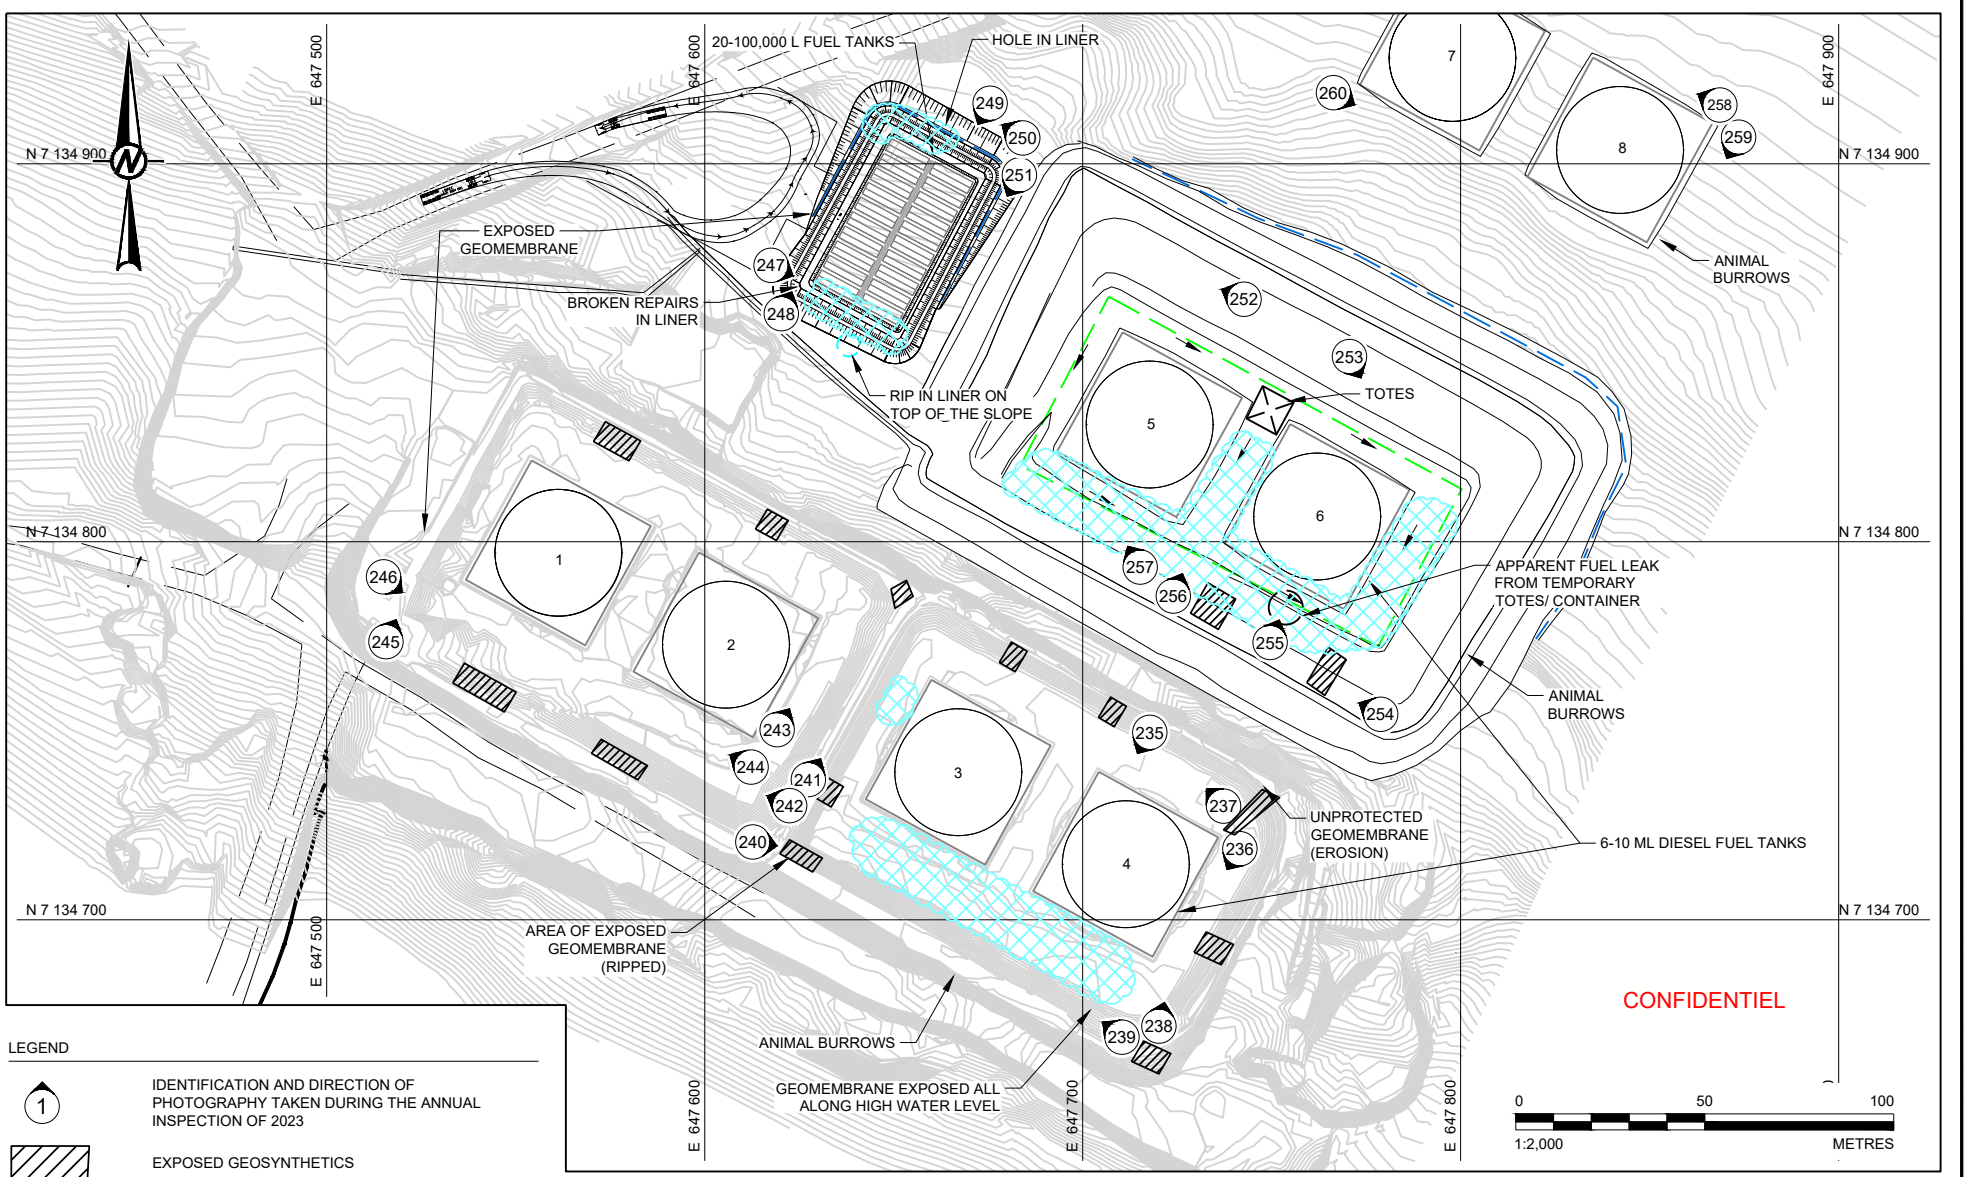 E 647 500
E 647 600
E 647 900
20-100,000 L FUEL TANKS
HOLE IN LINER
249
250
251
260
7
8
258
259
N 7 134 900
N
N 7 134 900
EXPOSED
GEOMEMBRANE
247
248
BROKEN REPAIRS
IN LINER
252
253
ANIMAL
BURROWS
RIP IN LINER ON
TOP OF THE SLOPE
TOTES
5
6
N 7 134 800
N 7 134 800
1
2
246
245
257
256
255
254
APPARENT FUEL LEAK
FROM TEMPORARY
TOTES/ CONTAINER
ANIMAL
BURROWS
243
244
241
242
240
3
4
235
237
236
UNPROTECTED
GEOMEMBRANE
(EROSION)
6-10 ML DIESEL FUEL TANKS
N 7 134 700
N 7 134 700
E 647 500
AREA OF EXPOSED
GEOMEMBRANE
(RIPPED)
239
238
ANIMAL BURROWS
GEOMEMBRANE EXPOSED ALL
ALONG HIGH WATER LEVEL
E 647 600
E 647 700
E 647 800
CONFIDENTIEL
0 50 100
1:2,000 METRES
LEGEND
1
IDENTIFICATION AND DIRECTION OF
PHOTOGRAPHY TAKEN DURING THE ANNUAL
INSPECTION OF 2023
EXPOSED GEOSYNTHETICS